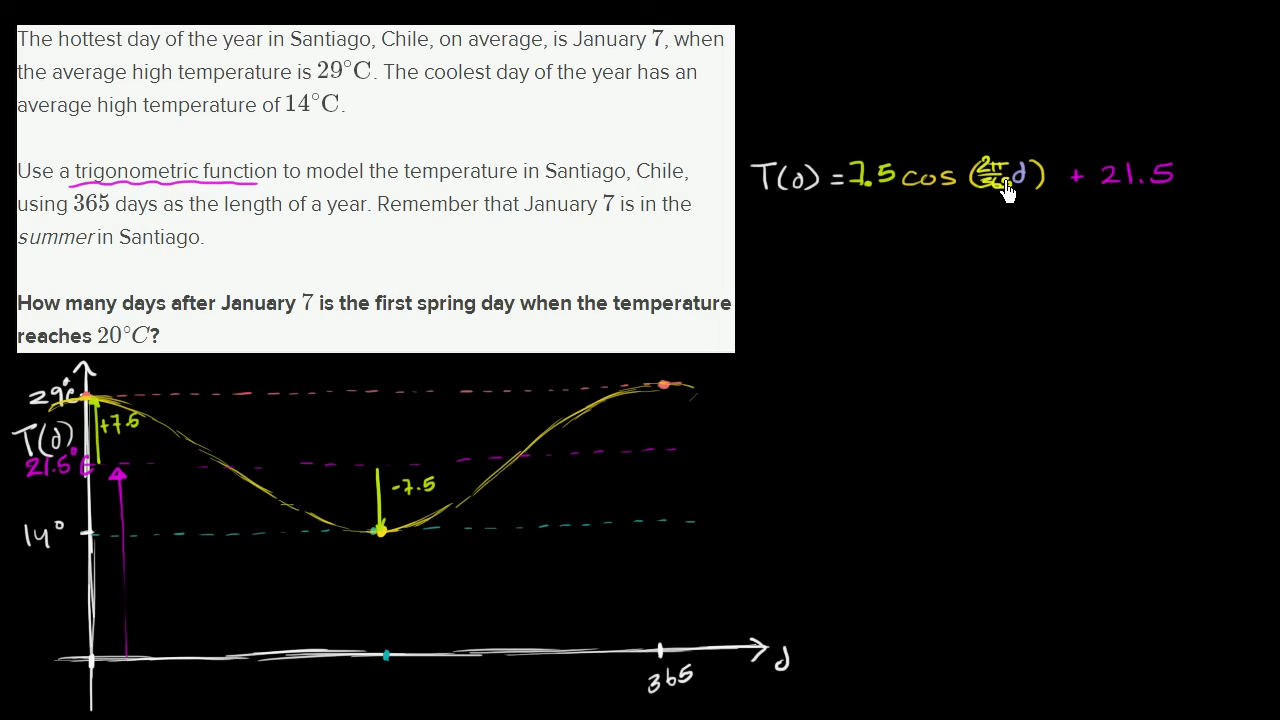 The hottest day of the year in Santiago, Chile, on average, is January 7, when
the average high temperature is 29°C. The coolest day of the year has an
average high temperature of 14°C.
Use a trigonometric function to model the temperature in Santiago, Chile,
using 365 days as the length of a year. Remember that January 7 is in the
summer in Santiago.
How many days after January 7 is the first spring day when the temperature
reaches 20°C?
T(d) = 7.5 cos (2π/365 d) + 21.5
29°C
+7.5
T(d)
21.5°C
-7.5
14°
365
d